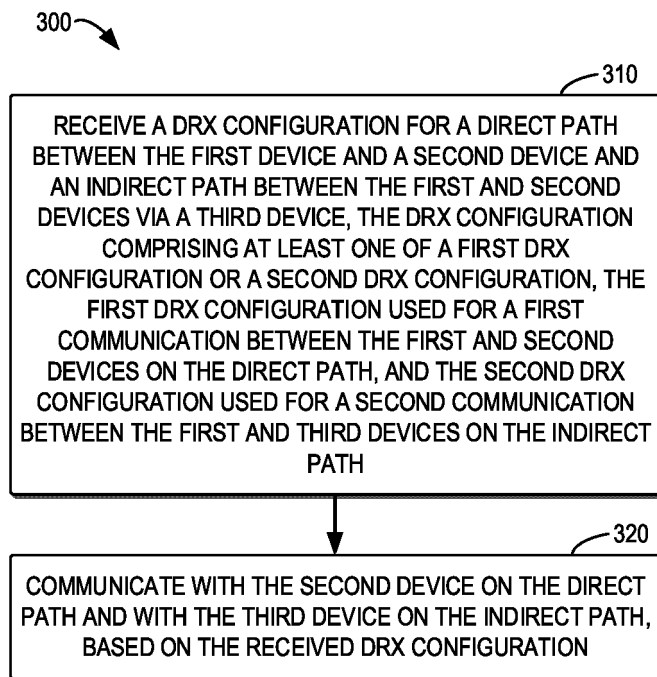 300
310
RECEIVE A DRX CONFIGURATION FOR A DIRECT PATH
BETWEEN THE FIRST DEVICE AND A SECOND DEVICE AND
AN INDIRECT PATH BETWEEN THE FIRST AND SECOND
DEVICES VIA A THIRD DEVICE, THE DRX CONFIGURATION
COMPRISING AT LEAST ONE OF A FIRST DRX
CONFIGURATION OR A SECOND DRX CONFIGURATION, THE
FIRST DRX CONFIGURATION USED FOR A FIRST
COMMUNICATION BETWEEN THE FIRST AND SECOND
DEVICES ON THE DIRECT PATH, AND THE SECOND DRX
CONFIGURATION USED FOR A SECOND COMMUNICATION
BETWEEN THE FIRST AND THIRD DEVICES ON THE INDIRECT
PATH
320
COMMUNICATE WITH THE SECOND DEVICE ON THE DIRECT
PATH AND WITH THE THIRD DEVICE ON THE INDIRECT PATH,
BASED ON THE RECEIVED DRX CONFIGURATION